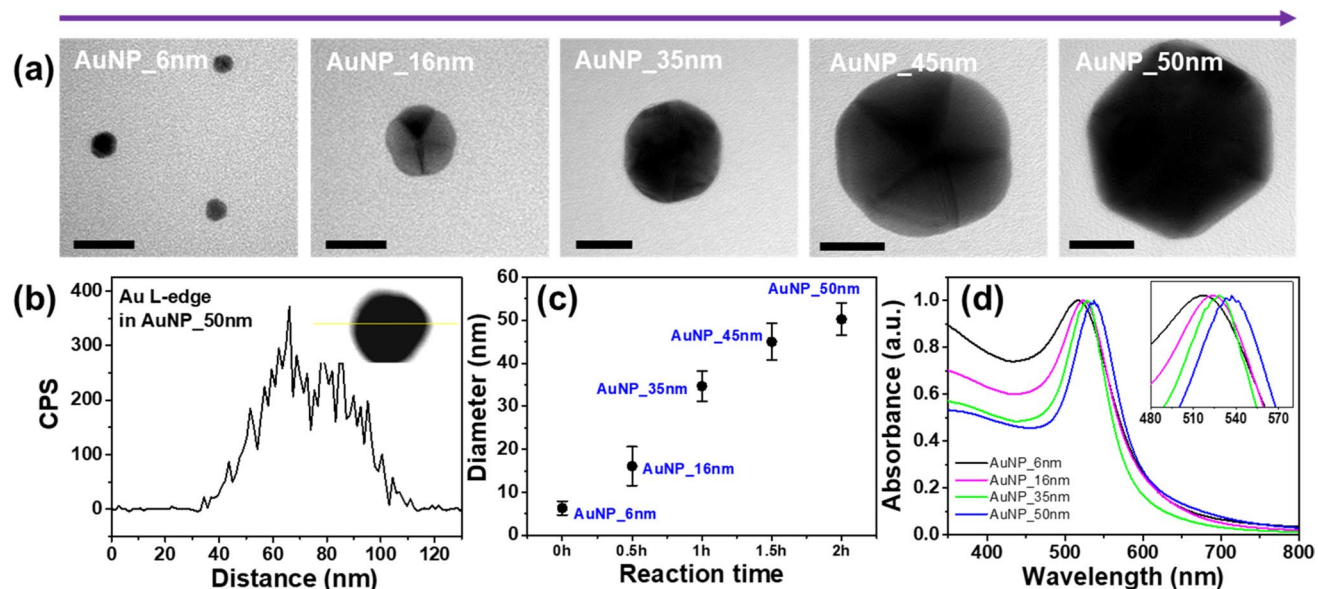 (a)
AuNP_6nm
AuNP_16nm
AuNP_35nm
AuNP_45nm
AuNP_50nm
(b)
Au L-edge
in AuNP_50nm
CPS
400
300
200
100
0
0
20
40
60
80
100
120
Distance (nm)
(c)
Diameter (nm)
60
50
40
30
20
10
0
AuNP_6nm
AuNP_16nm
AuNP_35nm
AuNP_45nm
AuNP_50nm
0h
0.5h
1h
1.5h
2h
Reaction time
(d)
Absorbance (a.u.)
1.0
0.8
0.6
0.4
0.2
0.0
AuNP_6nm
AuNP_16nm
AuNP_35nm
AuNP_50nm
480
510
540
570
400
500
600
700
800
Wavelength (nm)